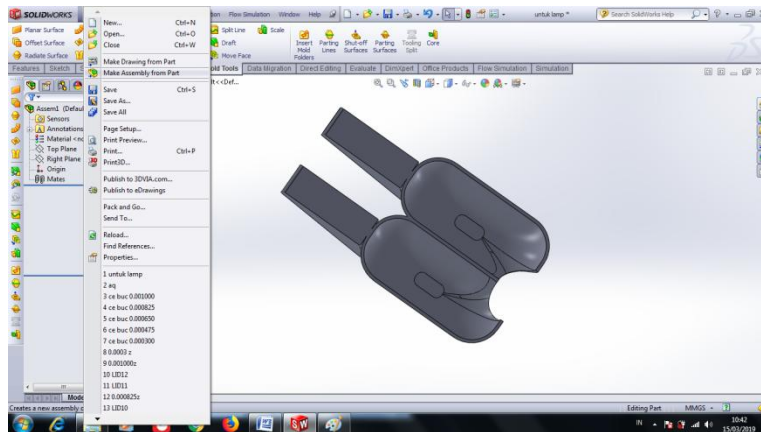 SOLIDWORKS
ion Flow Simulation Window Help
untuk lamp *
Search SolidWorks Help
Planar Surface
Offset Surface
Radiate Surface
Split Line
Draft
Move Face
Scale
Insert Mold Folders
Parting Lines
Shut-off Surfaces
Parting Surfaces
Tooling Split
Core
Features Sketch
old Tools Data Migration Direct Editing Evaluate DimXpert Office Products Flow Simulation Simulation
New... Ctrl+N
Open... Ctrl+O
Close Ctrl+W
Make Drawing from Part
Make Assembly from Part
Save Ctrl+S
Save As...
Save All
Page Setup...
Print Preview...
Print... Ctrl+P
Print3D...
Publish to 3DVIA.com...
Publish to eDrawings
Pack and Go...
Send To...
Reload...
Find References...
Properties...
1 untuk lamp
2 aq
3 ce buc 0.001000
4 ce buc 0.000825
5 ce buc 0.000650
6 ce buc 0.000475
7 ce buc 0.000300
8 0.0003 z
9 0.001000z
10 LID12
11 LID11
12 0.000825z
13 LID10
lt<<Def...
Assem1 (Defaul
Sensors
Annotations
Material <no
Top Plane
Right Plane
Origin
Mates
Mode
Creates a new assembly c
Editing Part
MMGS
IN
10:42
15/03/2019